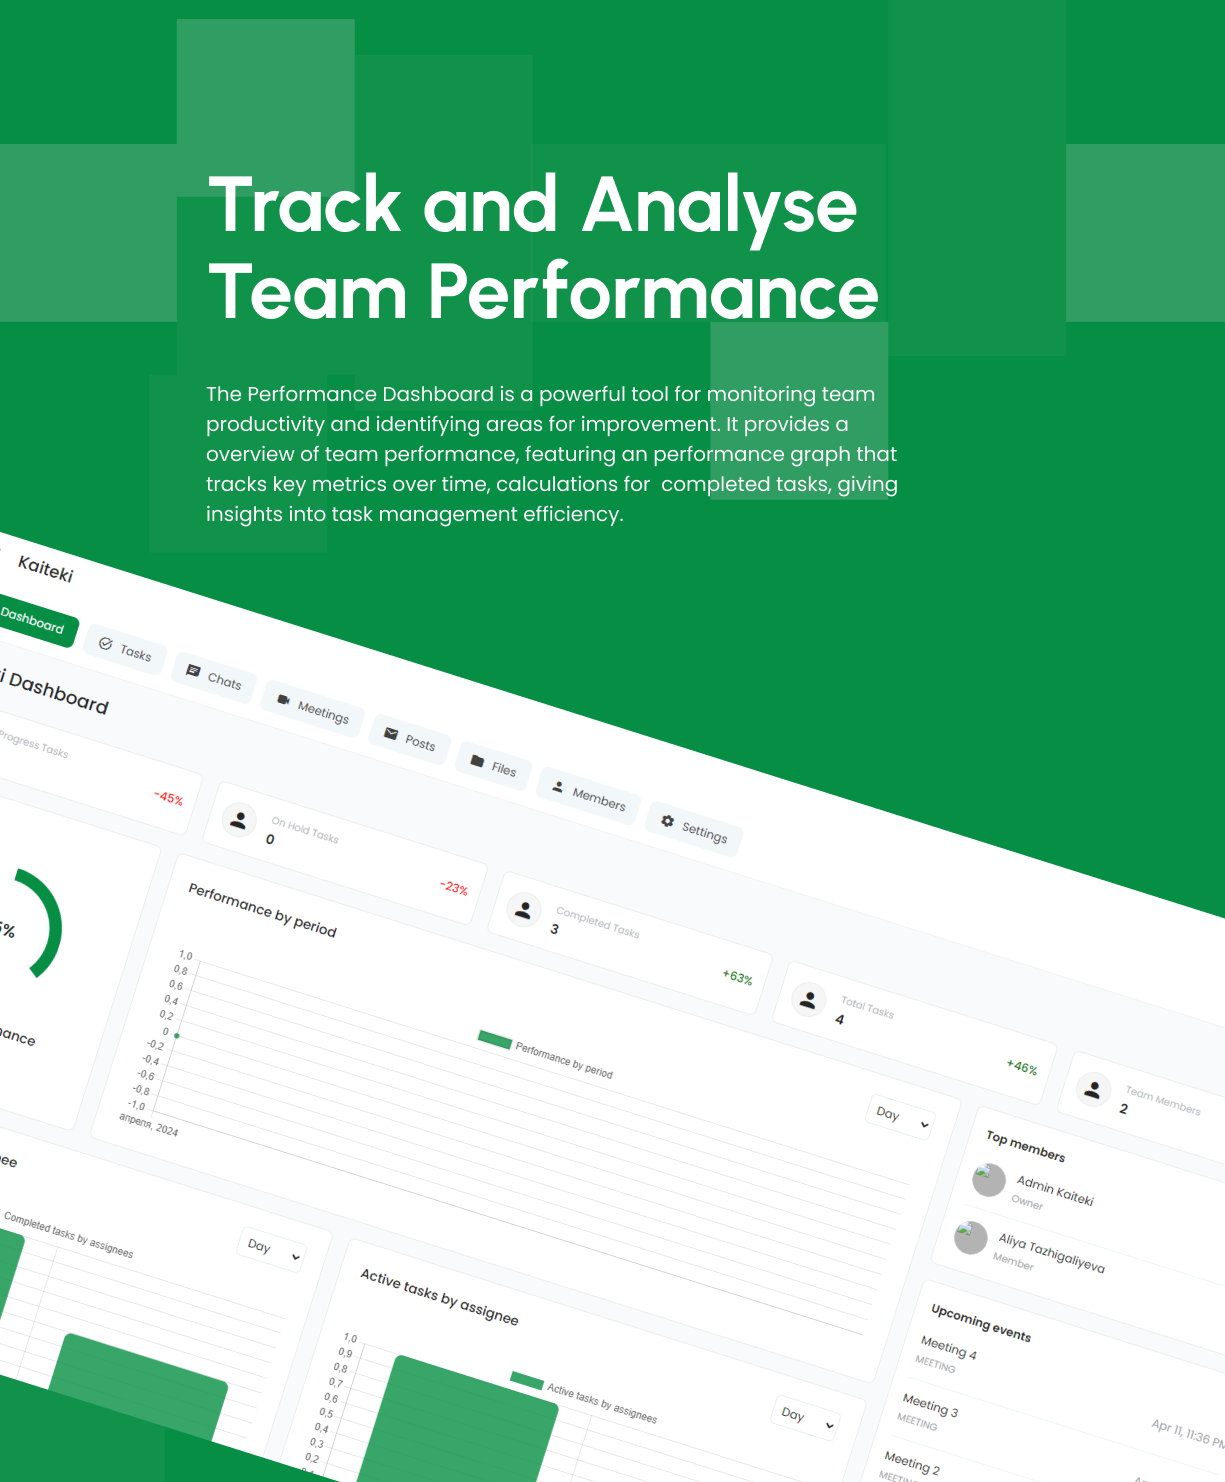 Track and Analyse
Team Performance
The Performance Dashboard is a powerful tool for monitoring team
productivity and identifying areas for improvement. It provides a
overview of team performance, featuring an performance graph that
tracks key metrics over time, calculations for  completed tasks, giving
insights into task management efficiency.
Kaiteki
Dashboard
Tasks
Chats
Meetings
Posts
Files
Members
Settings
Dashboard
Progress Tasks
-45%
On Hold Tasks
0
-23%
Completed Tasks
3
+63%
Total Tasks
4
+46%
Team Members
2
Performance by period
Performance by period
Day
1,0
0,8
0,6
0,4
0,2
0
-0,2
-0,4
-0,6
-0,8
-1,0
апреля, 2024
Top members
Admin Kaiteki
Owner
Aliya Tazhigaliyeva
Member
Completed tasks by assignees
Day
Active tasks by assignee
Active tasks by assignees
Day
1,0
0,9
0,8
0,7
0,6
0,5
0,4
0,3
0,2
Upcoming events
Meeting 4
MEETING
Apr 11, 11:36 PM
Meeting 3
MEETING
Meeting 2